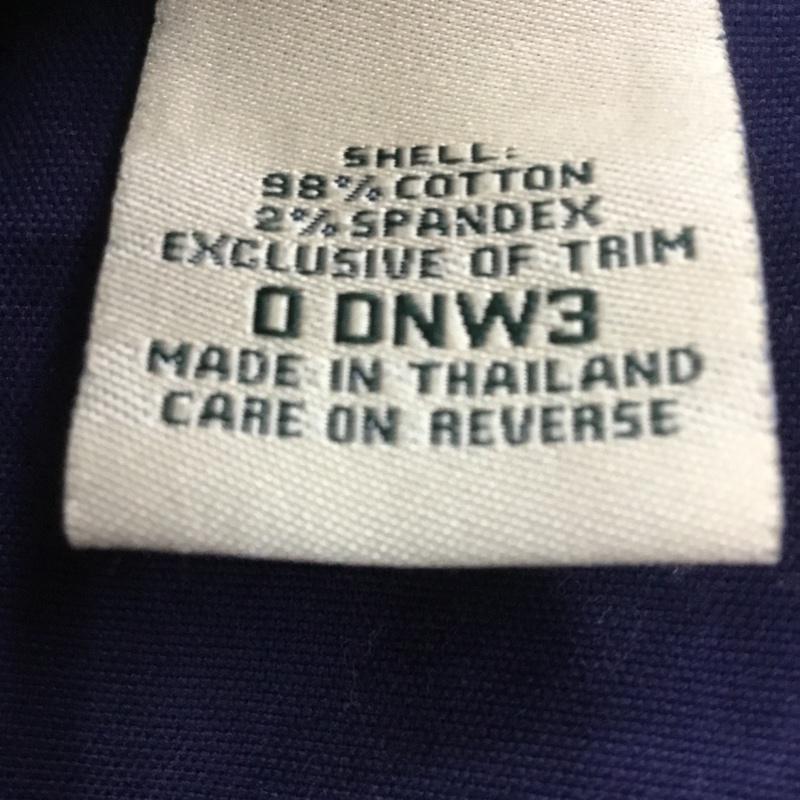 SHELL:
98% COTTON
2% SPANDEX
EXCLUSIVE OF TRIM
0 DNW3
MADE IN THAILAND
CARE ON REVERSE